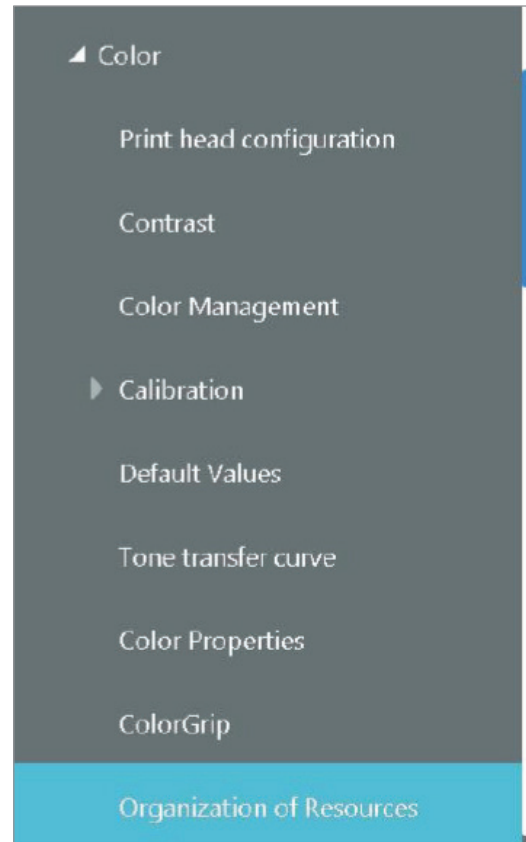 Color
Print head configuration
Contrast
Color Management
Calibration
Default Values
Tone transfer curve
Color Properties
ColorGrip
Organization of Resources